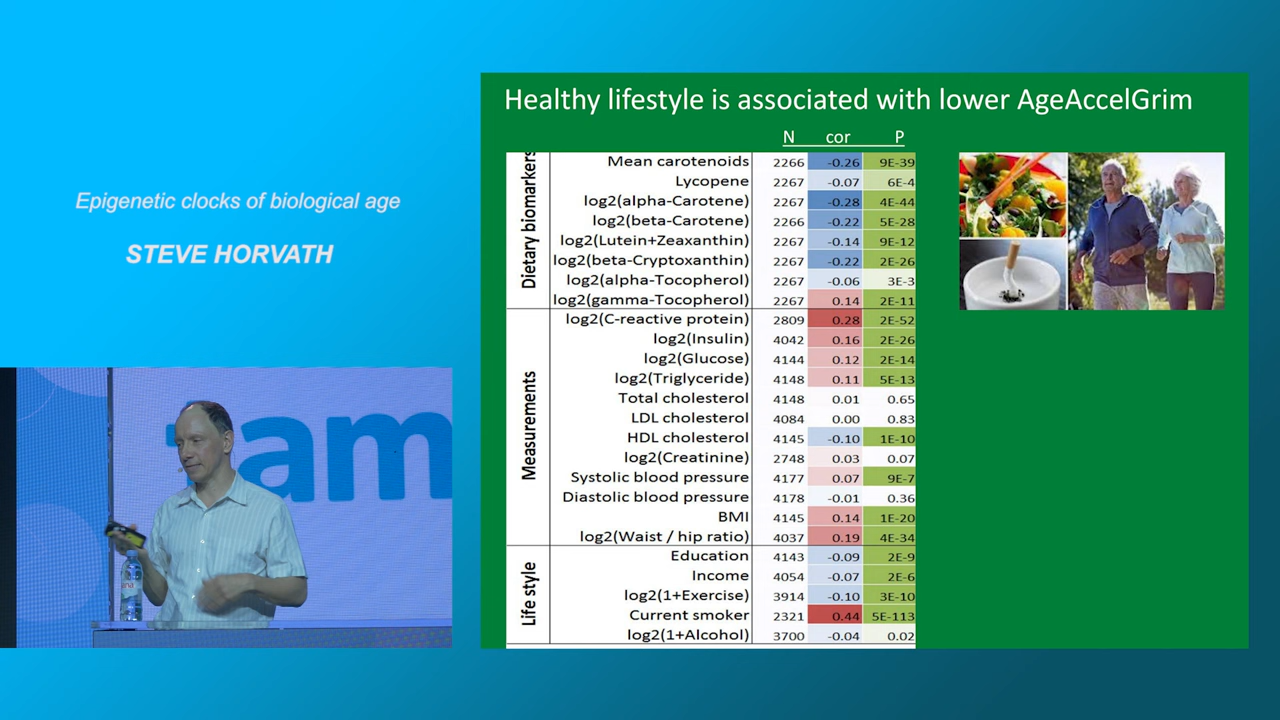 Epigenetic clocks of biological age
STEVE HORVATH
am
Healthy lifestyle is associated with lower AgeAccelGrim
N cor P
Dietary biomarkers
Mean carotenoids 2266 -0.26 9E-39
Lycopene 2267 -0.07 6E-4
log2(alpha-Carotene) 2267 -0.28 4E-44
log2(beta-Carotene) 2266 -0.22 5E-28
log2(Lutein+Zeaxanthin) 2267 -0.14 9E-12
log2(beta-Cryptoxanthin) 2267 -0.22 2E-26
log2(alpha-Tocopherol) 2267 -0.06 3E-3
log2(gamma-Tocopherol) 2267 0.14 2E-11
Measurements
log2(C-reactive protein) 2809 0.28 2E-52
log2(Insulin) 4042 0.16 2E-26
log2(Glucose) 4144 0.12 2E-14
log2(Triglyceride) 4148 0.11 5E-13
Total cholesterol 4148 0.01 0.65
LDL cholesterol 4084 0.00 0.83
HDL cholesterol 4145 -0.10 1E-10
log2(Creatinine) 2748 0.03 0.07
Systolic blood pressure 4177 0.07 9E-7
Diastolic blood pressure 4178 -0.01 0.36
BMI 4145 0.14 1E-20
log2(Waist / hip ratio) 4037 0.19 4E-34
Life style
Education 4143 -0.09 2E-9
Income 4054 -0.07 2E-6
log2(1+Exercise) 3914 -0.10 3E-10
Current smoker 2321 0.44 5E-113
log2(1+Alcohol) 3700 -0.04 0.02